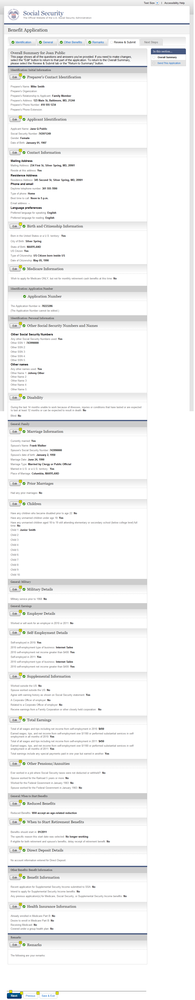 Text Size | Accessibility Help
Social Security
The Official Website of the U.S. Social Security Administration
Benefit Application
Identification General Other Benefits Remarks Review & Submit Next Steps
Overall Summary for Joan Public
This page shows all of the questions and answers you've provided. If you need to make changes,
select the "Edit" button to return to that part of the application. To return to the Overall Summary,
please select the Review & Submit tab or the "Return to Summary" button.
In this section...
Overall Summary
Send This Application
Identification: Initial Information
Edit Preparer's Contact Identification
Preparer's Name: Mike Smith
Preparer's Organization:
Preparer's Relationship to Applicant: Family Member
Preparer's Address: 123 Main St, Baltimore, MD, 21244
Preparer's Phone Number: 410 555 1234
Preparer's Phone Extension:
Edit Applicant Identification
Applicant Name: Jane Q Public
Social Security Number: 743971249
Gender: Female
Date of Birth: January 01, 1907
Edit Contact Information
Mailing Address
Mailing Address: 234 First St, Silver Spring, MD, 20901
Reside at this address: Yes
Residence Address
Residence Address: 345 Second St, Silver Spring, MD, 20901
Phone and email
Daytime telephone number: 301 555 7890
Type of phone: Home
Best time to call: Noon to 5 p.m.
Email address: --
Language preferences
Preferred language for speaking: English
Preferred language for reading: English
Edit Birth and Citizenship Information
Born in the United States or a U.S. territory : Yes
City of Birth: Silver Spring
State of Birth: MARYLAND
US Citizen: Yes
Type of Citizenship: US Citizen born inside US
Date of Citizenship: May 05, 1990
Edit Medicare Information
Wish to apply for Medicare ONLY, but not for monthly retirement cash benefits at this time: No
Identification: Application Number
Application Number
The Application Number is: 78223286
(The Application Number cannot be edited.)
Identification: Personal Information
Edit Other Social Security Numbers and Names
Other Social Security Numbers
Any other Social Security Numbers used: Yes
Other SSN 1: 743990000
Other SSN 2:
Other SSN 3:
Other SSN 4:
Other SSN 5:
Other names
Any other names used: Yes
Other Name 1: Johnny Other
Other Name 2:
Other Name 3:
Other Name 4:
Other Name 5:
Edit Disability
During the last 14 months unable to work because of illnesses, injuries or conditions that have lasted or are expected
to last at least 12 months or can be expected to result in death: No
Blind: No
General: Family
Edit Marriage Information
Currently married: Yes
Spouse's Name: Frank Walker
Spouse's Social Security Number: 743990000
Spouse's date of birth: January 2, 1950
Marriage Date: June 24, 1990
Marriage Type: Married by Clergy or Public Official
Married in U.S. or a U.S. territory : Yes
Place of Marriage: Columbia, MARYLAND
Edit Prior Marriages
Had any prior marriages: No
Edit Children
Have any children who became disabled prior to age 22: No
Have any unmarried children under age 18: Yes
Have any unmarried children aged 18 to 19 still attending elementary or secondary school (below college level) full
time: No
Child 1: Junior Smith
Child 2:
Child 3:
Child 4:
Child 5:
Child 6:
Child 7:
Child 8:
Child 9:
Child 10:
General: Military
Edit Military Details
Military service prior to 1968: No
General: Earnings
Edit Employer Details
Worked or will work for an employer in 2010 or 2011: No
Edit Self-Employment Details
Self-employed in 2010: Yes
2010 self-employment type of business: Internet Sales
2010 self-employment net income greater than $400: Yes
Self-employed in 2011: Yes
2010 self-employment type of business: Internet Sales
2010 self-employment net income greater than $400: Yes
Edit Supplemental Information
Worked outside the US: No
Spouse worked outside the US: No
Agree with earning history as shown on Social Security statement: Yes
A Corporate Officer of employer: No
Related to a Corporate Officer of employer: No
Receive earnings from a Family Corporation or other closely held corporation: No
Edit Total Earnings
Total of all wages and tips including net income from self-employment in 2010: $450
Earned wages, tips, and net income from self-employment over $1180 or performed substantial services in self-
employment in all months of 2010: Yes
Total of all wages and tips including net income from self-employment in 2011: $450
Earned wages, tips, and net income from self-employment over $1180 or performed substantial services in self-
employment in all months of 2011: Yes
Total earnings include any special payments paid in one year but earned in another: Yes
Edit Other Pensions/Annuities
Ever worked in a job where Social Security taxes were not deducted or withheld?: No
Spouse worked for the Railroad 5 years or more: No
Worked for the Federal Government in January 1983: No
Spouse worked for the Federal Government in January 1983: No
General: When to Start Benefits
Edit Reduced Benefits
Reduced Benefits: Will accept an age-related reduction
Edit When to Start Retirement Benefits
Benefits should start in: 01/2011
The specific reason this start date was selected: No longer working
If eligible for both retirement and spouse's benefits, delay receipt of retirement benefit: No
Edit Direct Deposit Details
No account information entered for Direct Deposit.
Other Benefits: Benefit Information
Edit Benefit Information
Recent application for Supplemental Security Income submitted to SSA: No
Intend to apply for Supplemental Security Income benefits: No
Any previous application(s) for Medicare, Social Security, or Supplemental Security Income benefits: No
Edit Health Insurance Information
Already enrolled in Medicare Part B: No
Desire to enroll in Medicare Part B: No
Receiving Medicaid: No
Covered under a group health plan: No
Remarks
Edit Remarks
The following are your remarks:
Next Previous Save & Exit